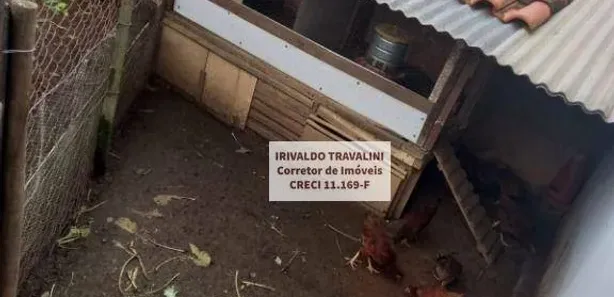 IRIVALDO TRAVALINI
Corretor de Imóveis
CRECI 11.169-F